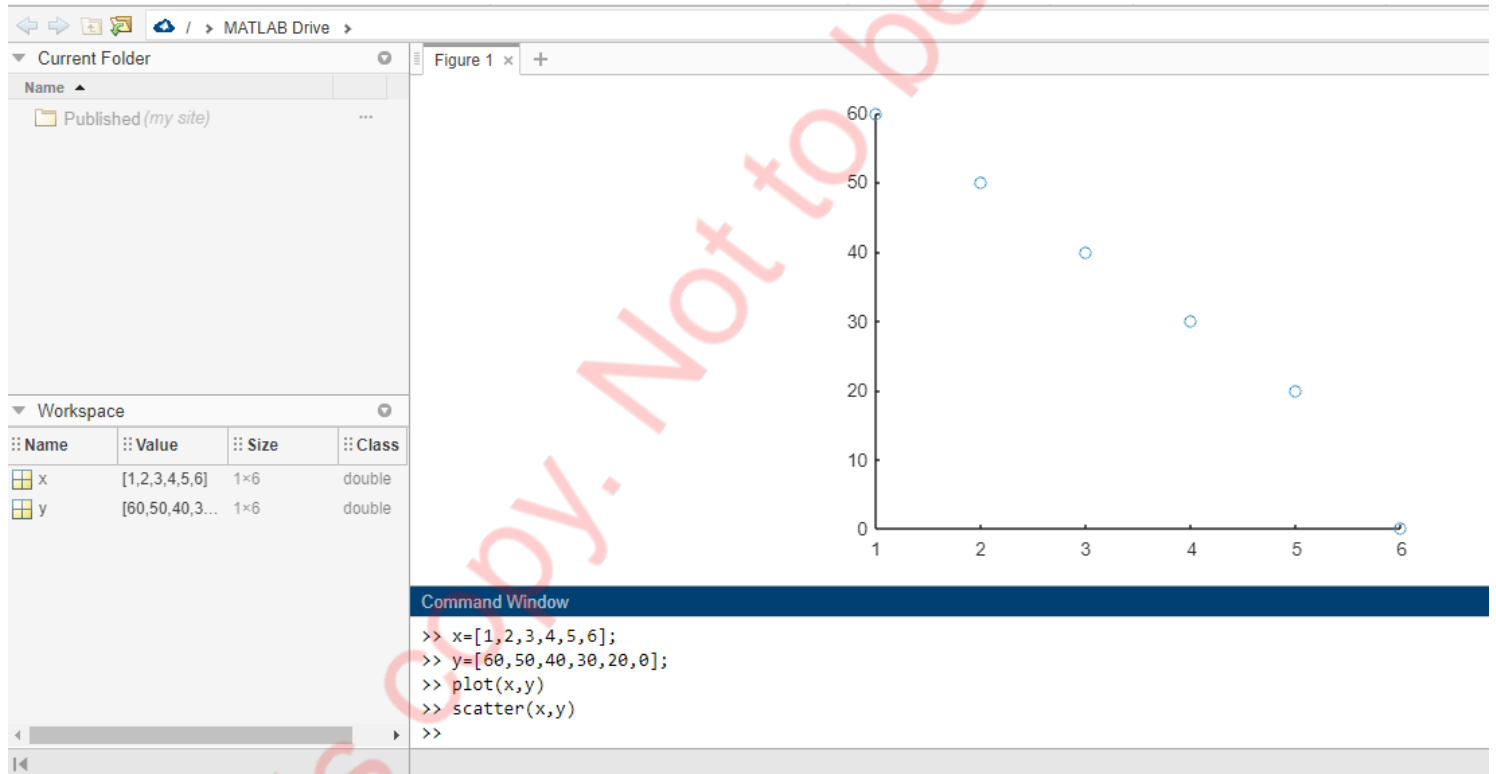 / > MATLAB Drive >
Current Folder
Name
Published (my site)
Workspace
Name Value Size Class
x [1,2,3,4,5,6] 1×6 double
y [60,50,40,3... 1×6 double
Figure 1 × +
60
50
40
30
20
10
0
1 2 3 4 5 6
Command Window
>> x=[1,2,3,4,5,6];
>> y=[60,50,40,30,20,0];
>> plot(x,y)
>> scatter(x,y)
>>
s copy. Not to be